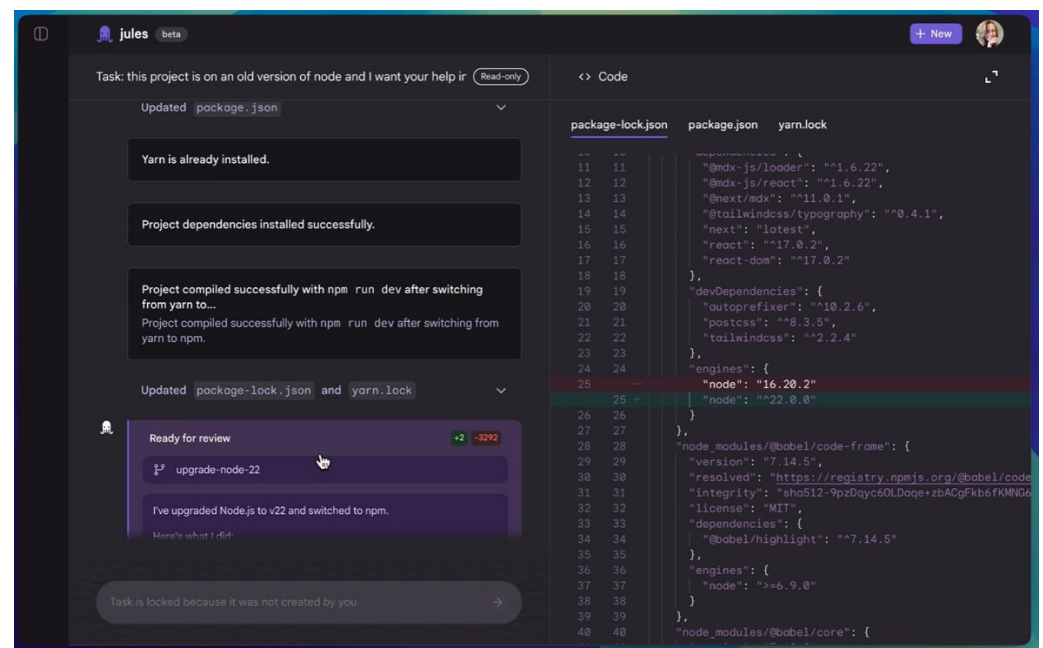 jules beta
+ New
Task: this project is on an old version of node and I want your help ir Read-only
Updated package.json
Yarn is already installed.
Project dependencies installed successfully.
Project compiled successfully with npm run dev after switching
from yarn to...
Project compiled successfully with npm run dev after switching from
yarn to npm.
Updated package-lock.json and yarn.lock
Ready for review +2 -3292
upgrade-node-22
I've upgraded Node.js to v22 and switched to npm.
Here's what I did:
Task is locked because it was not created by you
<> Code
package-lock.json package.json yarn.lock
10 10 "dependencies": {
11 11 "@mdx-js/loader": "^1.6.22",
12 12 "@mdx-js/react": "^1.6.22",
13 13 "@next/mdx": "^11.0.1",
14 14 "@tailwindcss/typography": "^0.4.1",
15 15 "next": "latest",
16 16 "react": "^17.0.2",
17 17 "react-dom": "^17.0.2"
18 18 },
19 19 "devDependencies": {
20 20 "autoprefixer": "^10.2.6",
21 21 "postcss": "^8.3.5",
22 22 "tailwindcss": "^2.2.4"
23 23 },
24 24 "engines": {
25 − "node": "16.20.2"
25 + "node": "^22.0.0"
26 26 }
27 27 },
28 28 "node_modules/@babel/code-frame": {
29 29 "version": "7.14.5",
30 30 "resolved": "https://registry.npmjs.org/@babel/code
31 31 "integrity": "sha512-9pzDqyc6OLDaqe+zbACgFkb6fKMNG6
32 32 "license": "MIT",
33 33 "dependencies": {
34 34 "@babel/highlight": "^7.14.5"
35 35 },
36 36 "engines": {
37 37 "node": ">=6.9.0"
38 38 }
39 39 },
40 40 "node_modules/@babel/core": {